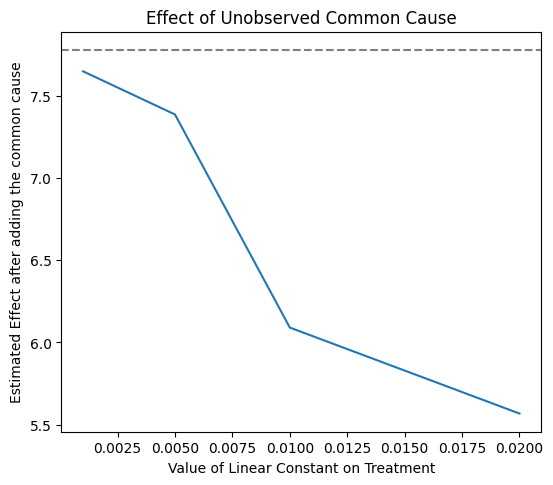 Effect of Unobserved Common Cause
Estimated Effect after adding the common cause
7.5
7.0
6.5
6.0
5.5
0.0025 0.0050 0.0075 0.0100 0.0125 0.0150 0.0175 0.0200
Value of Linear Constant on Treatment